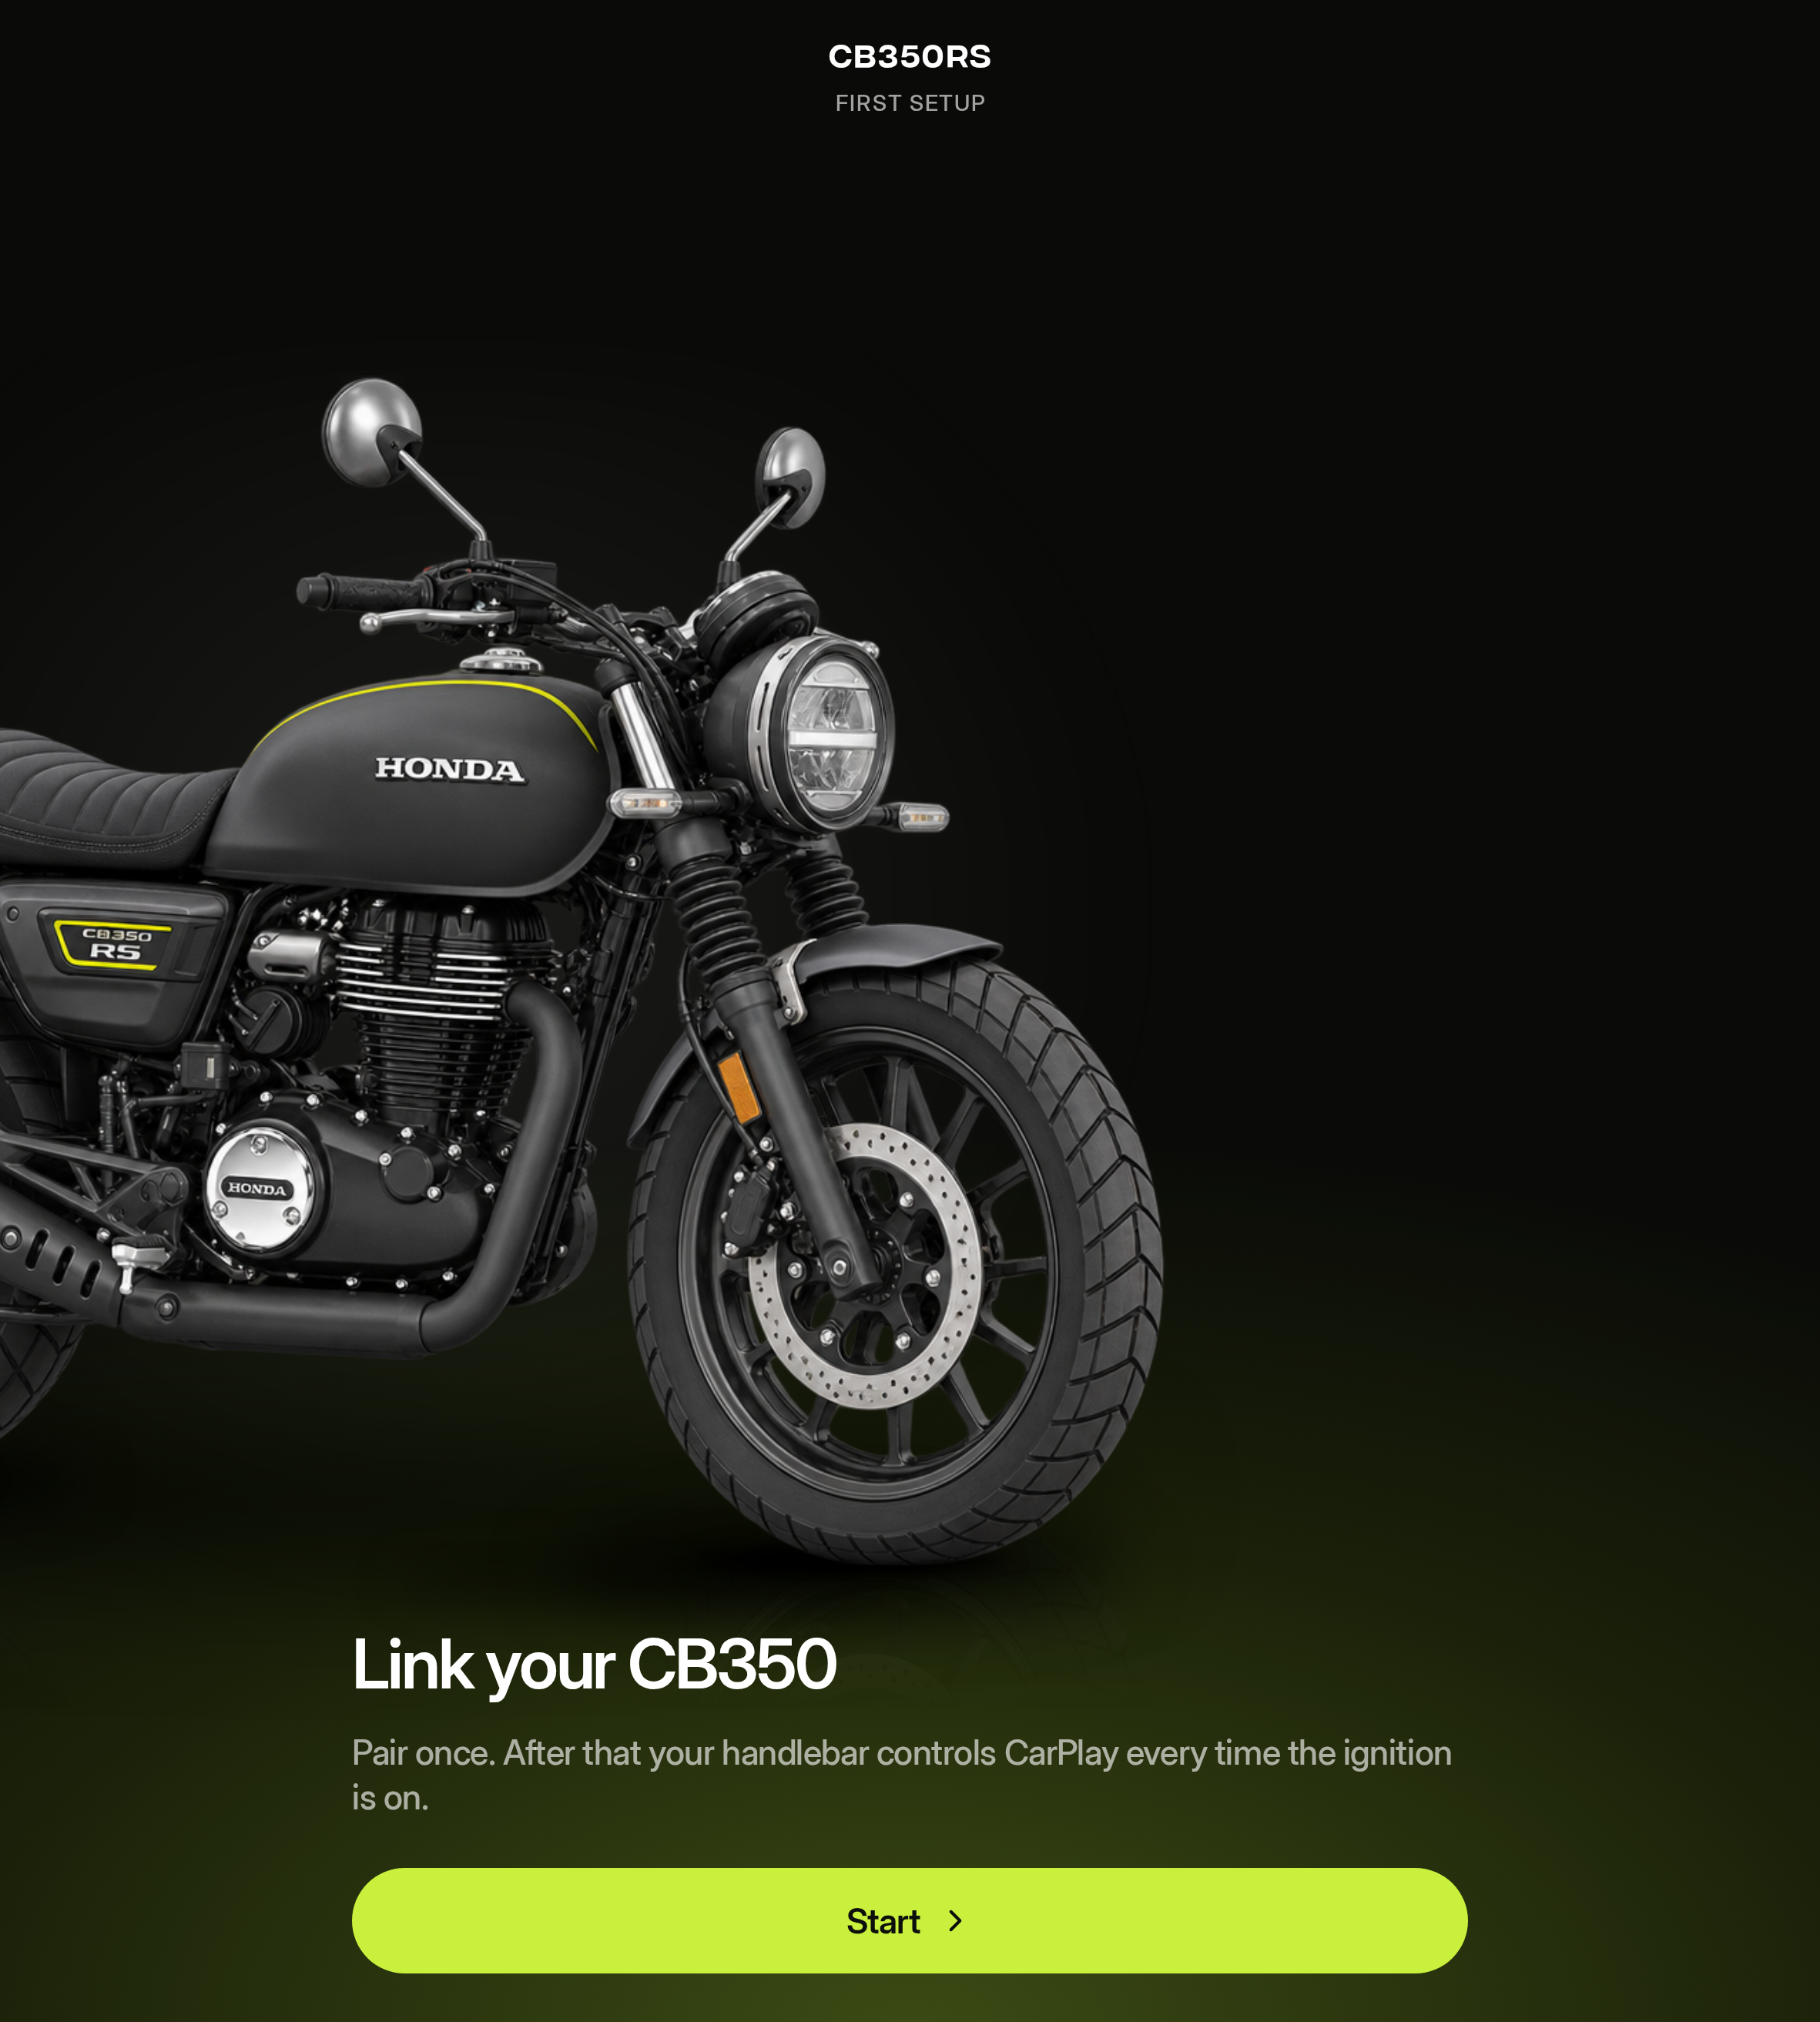 CB350RS
FIRST SETUP
HONDA
CB350
RS
HONDA
Link your CB350
Pair once. After that your handlebar controls CarPlay every time the ignition
is on.
Start